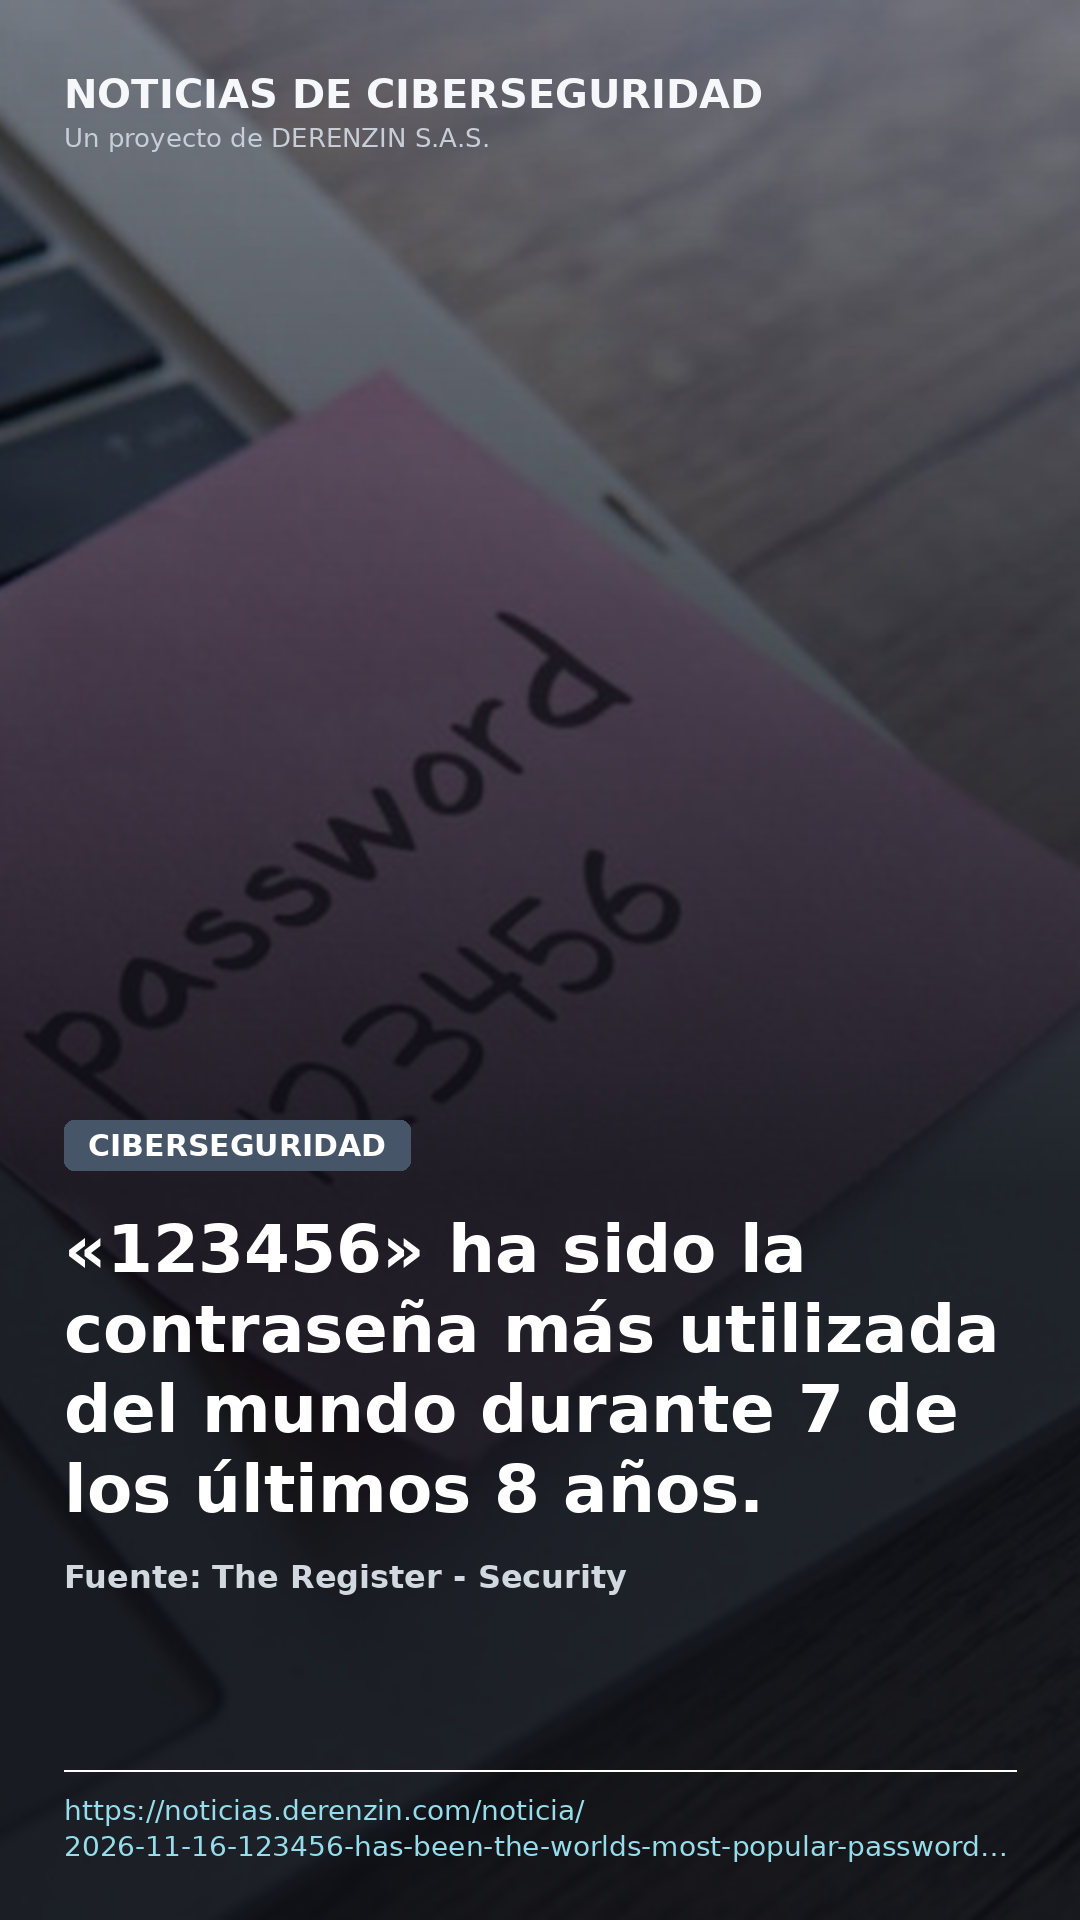 NOTICIAS DE CIBERSEGURIDAD
Un proyecto de DERENZIN S.A.S.
password
123456
CIBERSEGURIDAD
«123456» ha sido la
contraseña más utilizada
del mundo durante 7 de
los últimos 8 años.
Fuente: The Register - Security
https://noticias.derenzin.com/noticia/
2026-11-16-123456-has-been-the-worlds-most-popular-password...